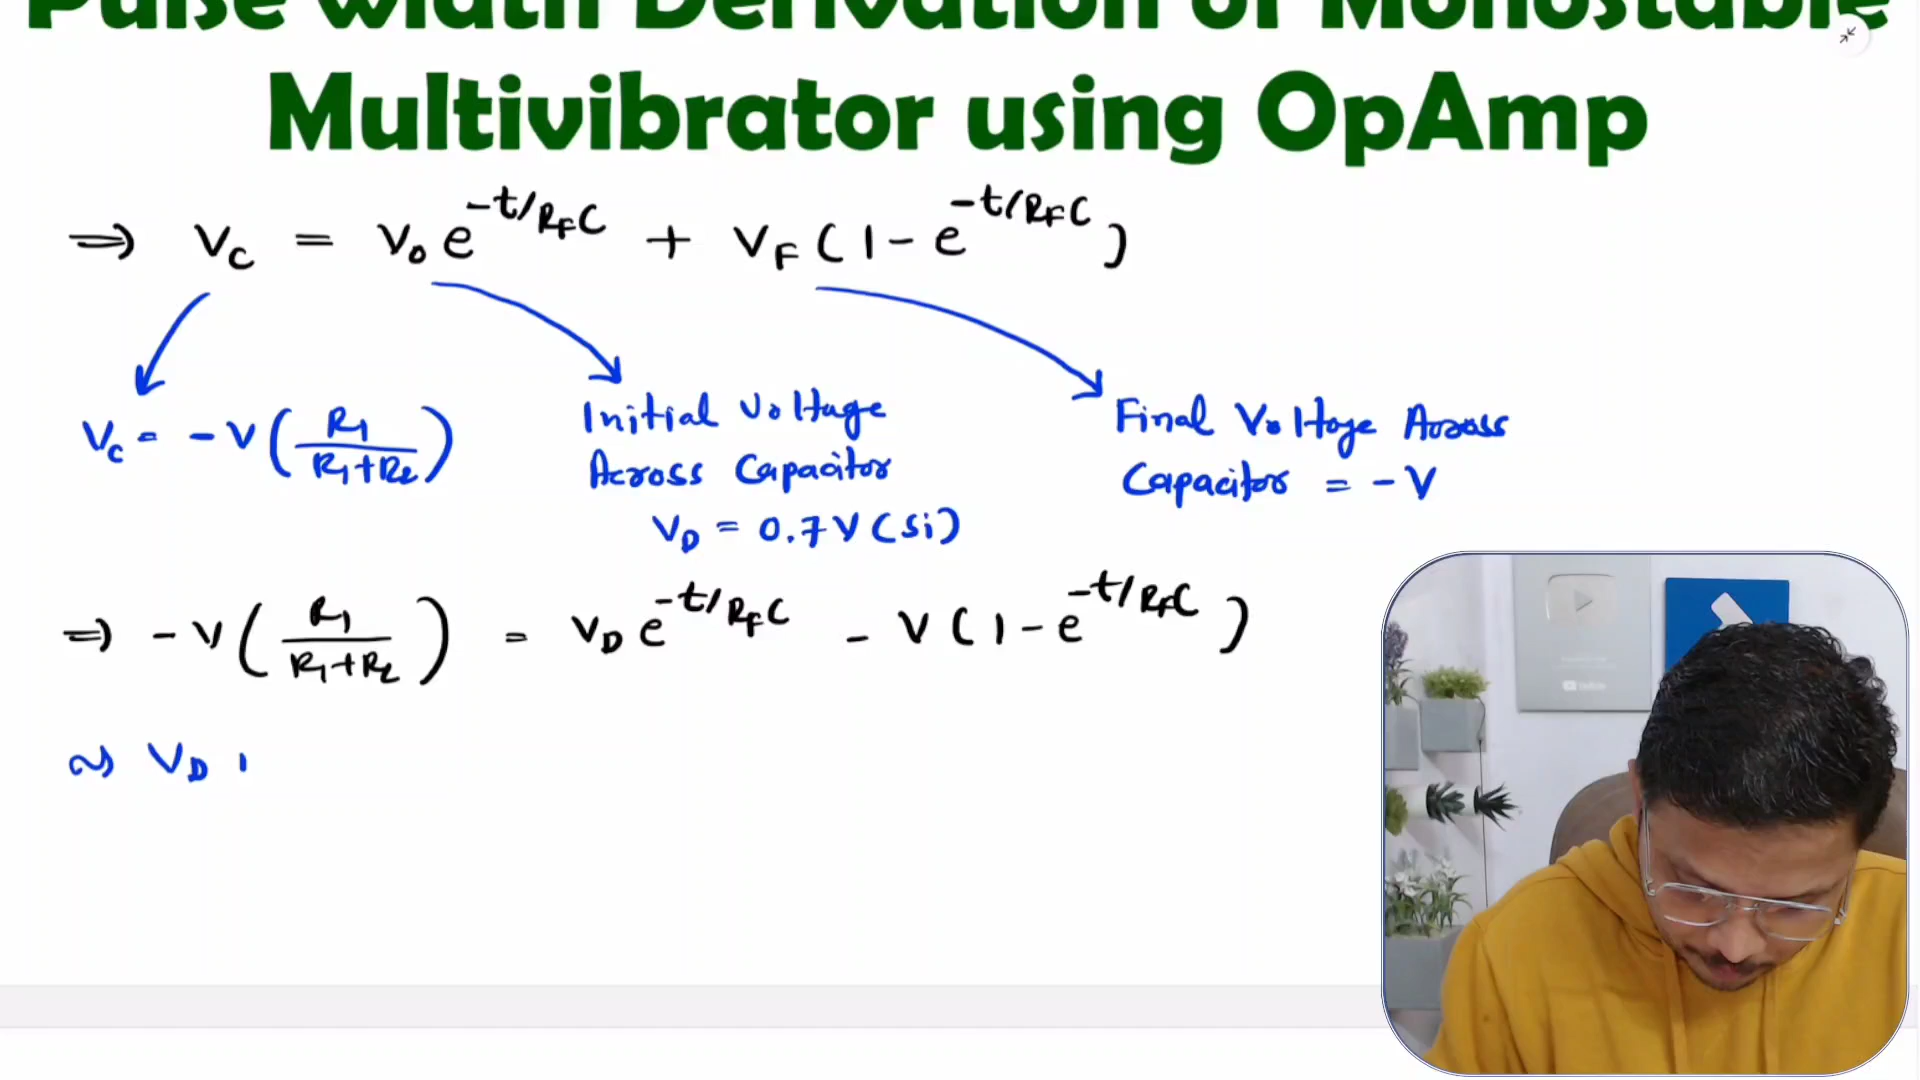 Pulse width Derivation of Monostable
Multivibrator using OpAmp
⇒ Vc = Vo e^-t/RFC + VF (1 - e^-t/RFC)
Vc = -V (R1/R1+R2)
Initial Voltage
Across Capacitor
VD = 0.7V (Si)
Final Voltage Across
Capacitor = -V
⇒ -V (R1/R1+R2) = VD e^-t/RFC - V (1 - e^-t/RFC)
VD